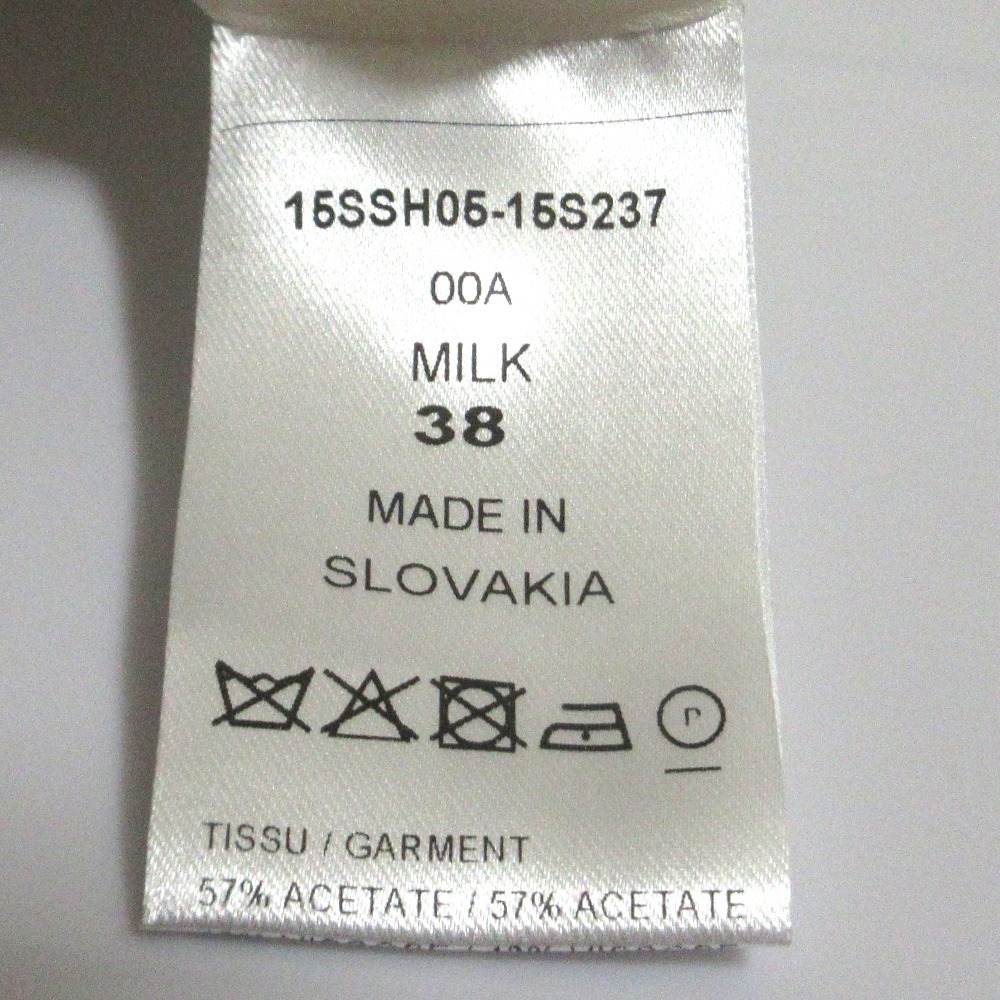 15SSH05-15S237
00A
MILK
38
MADE IN
SLOVAKIA
P
TISSU / GARMENT
57% ACETATE / 57% ACETATE